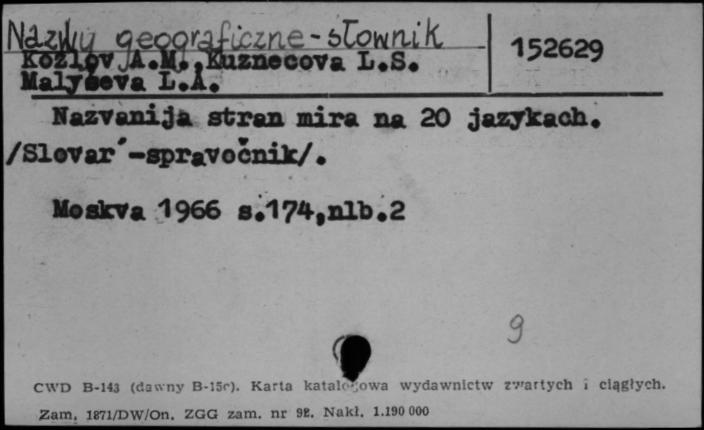 Nazwy geograficzne - słownik
152629
Kozlov A.M., Kuznecova L.S.
Malyševa L.A.
Nazvanija stran mira na 20 jazykach.
/Slovar´-spravočnik/.
Moskva 1966 s.174,nlb.2
9
CWD B-143 (dawny B-15c). Karta katalogowa wydawnictw zwartych i ciągłych.
Zam. 1871/DW/On. ZGG zam. nr 92. Nakł. 1.190 000